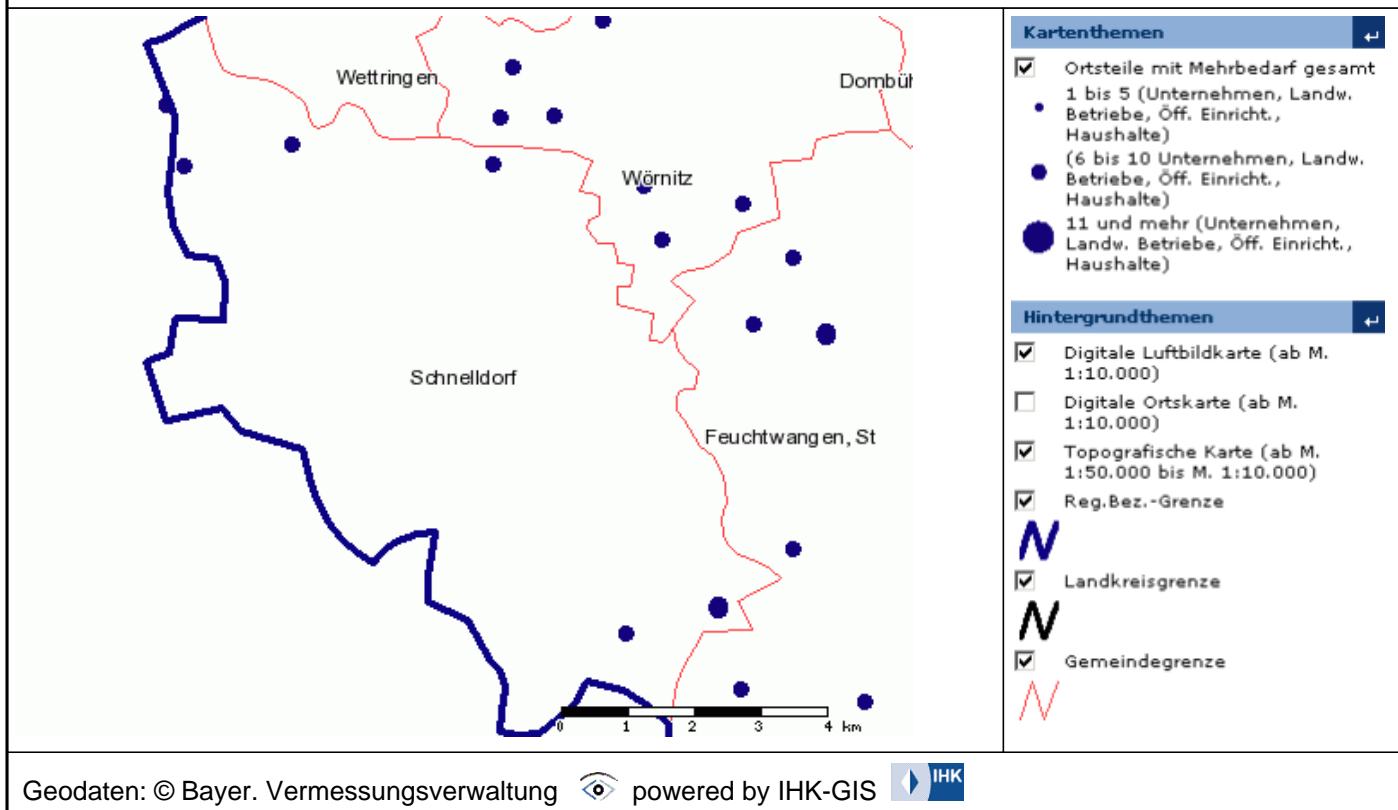 Wettringen
Dombüh
Wörnitz
Schnelldorf
Feuchtwangen, St
0 1 2 3 4 km
Kartenthemen
Ortsteile mit Mehrbedarf gesamt
1 bis 5 (Unternehmen, Landw.
Betriebe, Öff. Einricht.,
Haushalte)
(6 bis 10 Unternehmen, Landw.
Betriebe, Öff. Einricht.,
Haushalte)
11 und mehr (Unternehmen,
Landw. Betriebe, Öff. Einricht.,
Haushalte)
Hintergrundthemen
Digitale Luftbildkarte (ab M.
1:10.000)
Digitale Ortskarte (ab M.
1:10.000)
Topografische Karte (ab M.
1:50.000 bis M. 1:10.000)
Reg.Bez.-Grenze
Landkreisgrenze
Gemeindegrenze
Geodaten: © Bayer. Vermessungsverwaltung powered by IHK-GIS IHK